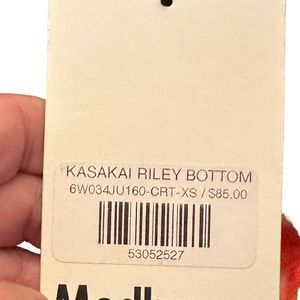 KASAKAI RILEY BOTTOM
6W034JU160-CRT-XS / $85.00
53052527